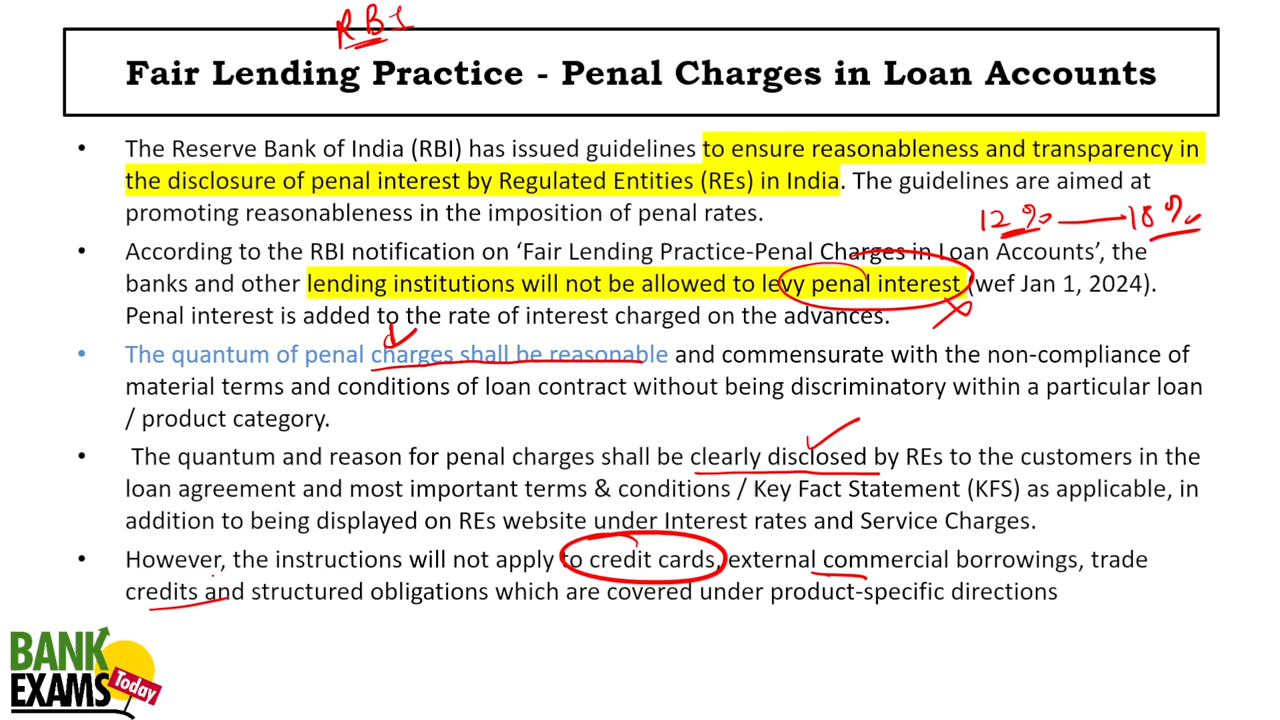 RBI
Fair Lending Practice - Penal Charges in Loan Accounts
• The Reserve Bank of India (RBI) has issued guidelines to ensure reasonableness and transparency in
the disclosure of penal interest by Regulated Entities (REs) in India. The guidelines are aimed at
promoting reasonableness in the imposition of penal rates.
12% 18%
• According to the RBI notification on ‘Fair Lending Practice-Penal Charges in Loan Accounts’, the
banks and other lending institutions will not be allowed to levy penal interest (wef Jan 1, 2024).
Penal interest is added to the rate of interest charged on the advances.
• The quantum of penal charges shall be reasonable and commensurate with the non-compliance of
material terms and conditions of loan contract without being discriminatory within a particular loan
/ product category.
• The quantum and reason for penal charges shall be clearly disclosed by REs to the customers in the
loan agreement and most important terms & conditions / Key Fact Statement (KFS) as applicable, in
addition to being displayed on REs website under Interest rates and Service Charges.
• However, the instructions will not apply to credit cards, external commercial borrowings, trade
credits and structured obligations which are covered under product-specific directions
BANK
EXAMS
Today